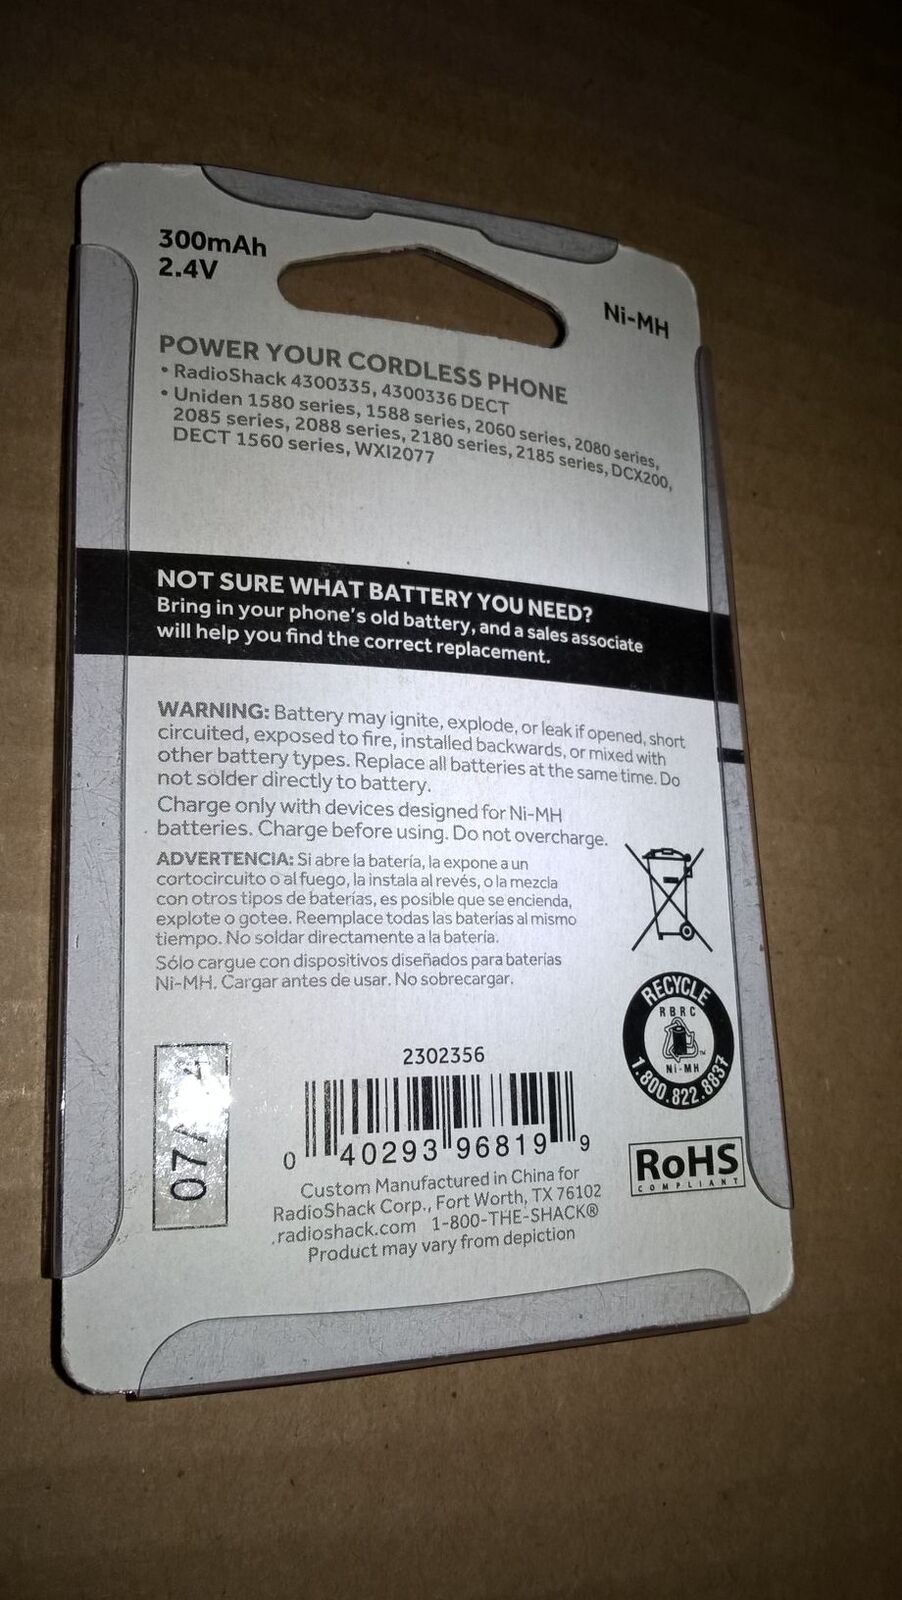 300mAh
2.4V
Ni-MH
POWER YOUR CORDLESS PHONE
• RadioShack 4300335, 4300336 DECT
• Uniden 1580 series, 1588 series, 2060 series, 2080 series,
2085 series, 2088 series, 2180 series, 2185 series, DCX200,
DECT 1560 series, WXI2077
NOT SURE WHAT BATTERY YOU NEED?
Bring in your phone's old battery, and a sales associate
will help you find the correct replacement.
WARNING: Battery may ignite, explode, or leak if opened, short
circuited, exposed to fire, installed backwards, or mixed with
other battery types. Replace all batteries at the same time. Do
not solder directly to battery.
Charge only with devices designed for Ni-MH
batteries. Charge before using. Do not overcharge.
ADVERTENCIA: Si abre la batería, la expone a un
cortocircuito o al fuego, la instala al revés, o la mezcla
con otros tipos de baterías, es posible que se encienda,
explote o gotee. Reemplace todas las baterías al mismo
tiempo. No soldar directamente a la batería.
Sólo cargue con dispositivos diseñados para baterías
Ni-MH. Cargar antes de usar. No sobrecargar.
RECYCLE
RBRC
TM
Ni-MH
1.800.822.8837
07/
2302356
0 40293 96819 9
RoHS
COMPLIANT
Custom Manufactured in China for
RadioShack Corp., Fort Worth, TX 76102
.radioshack.com 1-800-THE-SHACK®
Product may vary from depiction